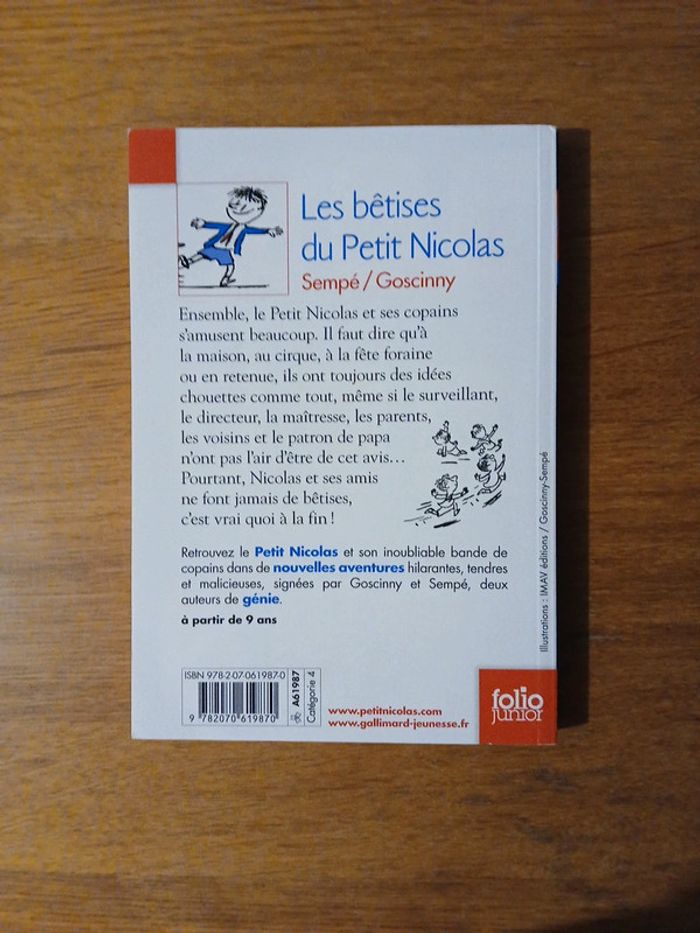 Les bêtises
du Petit Nicolas
Sempé / Goscinny
Ensemble, le Petit Nicolas et ses copains
s'amusent beaucoup. Il faut dire qu'à
la maison, au cirque, à la fête foraine
ou en retenue, ils ont toujours des idées
chouettes comme tout, même si le surveillant,
le directeur, la maîtresse, les parents,
les voisins et le patron de papa
n'ont pas l'air d'être de cet avis…
Pourtant, Nicolas et ses amis
ne font jamais de bêtises,
c'est vrai quoi à la fin !
Retrouvez le Petit Nicolas et son inoubliable bande de
copains dans de nouvelles aventures hilarantes, tendres
et malicieuses, signées par Goscinny et Sempé, deux
auteurs de génie.
à partir de 9 ans
Illustrations : IMAV éditions / Goscinny-Sempé
ISBN 978-2-07-061987-0
9 782070 619870
A61987
Catégorie 4
www.petitnicolas.com
www.gallimard-jeunesse.fr
folio
junior